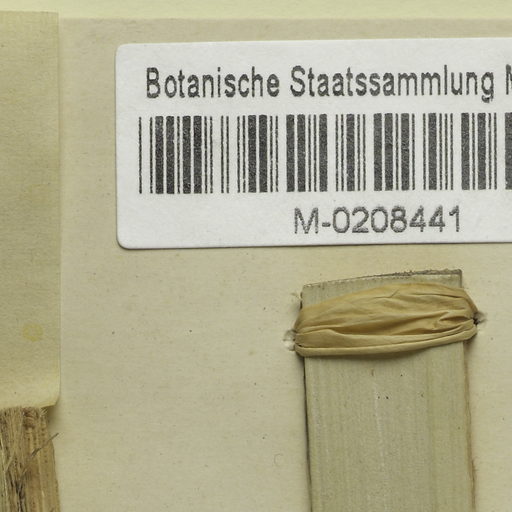 Botanische Staatssammlung
M-0208441